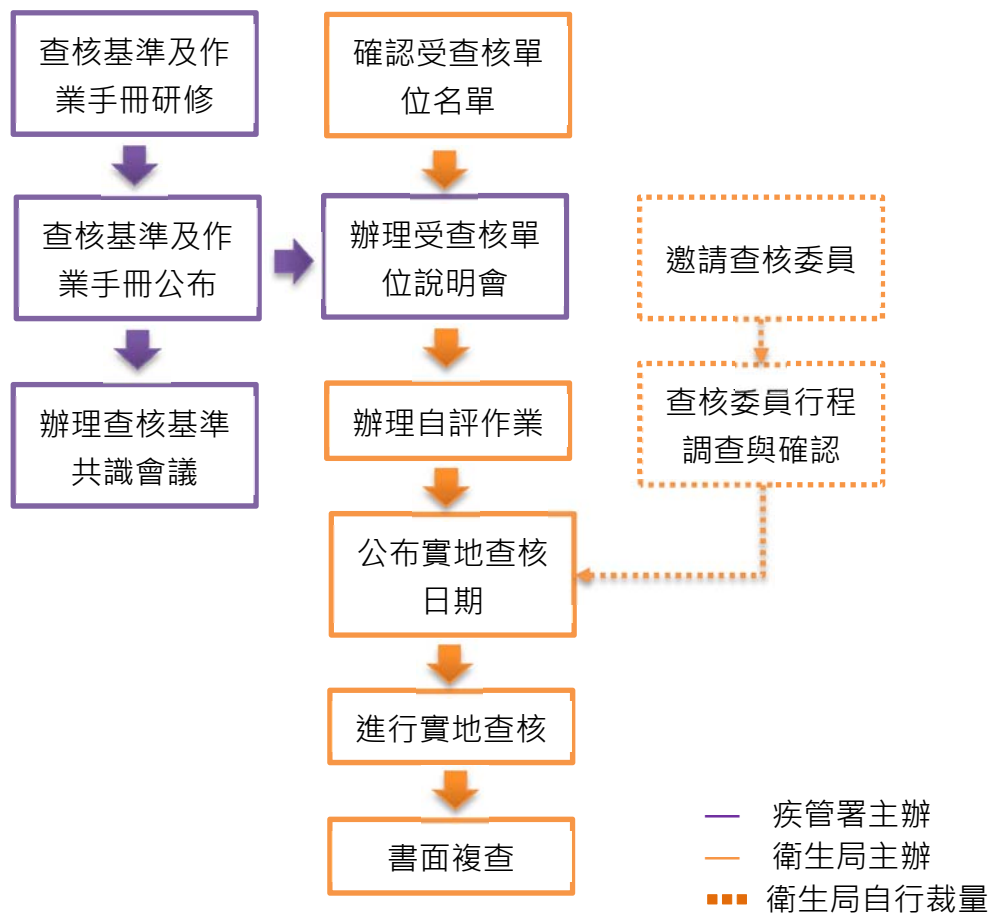 查核基準及作
業手冊研修
確認受查核單
位名單
查核基準及作
業手冊公布
辦理受查核單
位說明會
邀請查核委員
辦理查核基準
共識會議
辦理自評作業
查核委員行程
調查與確認
公布實地查核
日期
進行實地查核
書面複查
疾管署主辦
衛生局主辦
衛生局自行裁量